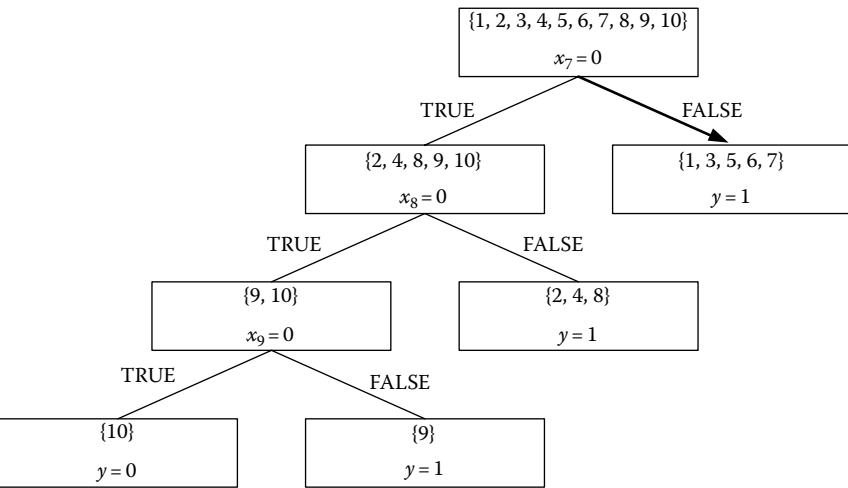 {1, 2, 3, 4, 5, 6, 7, 8, 9, 10}
x₇ = 0
TRUE
FALSE
{2, 4, 8, 9, 10}
x₈ = 0
{1, 3, 5, 6, 7}
y = 1
TRUE
FALSE
{9, 10}
x₉ = 0
{2, 4, 8}
y = 1
TRUE
FALSE
{10}
y = 0
{9}
y = 1